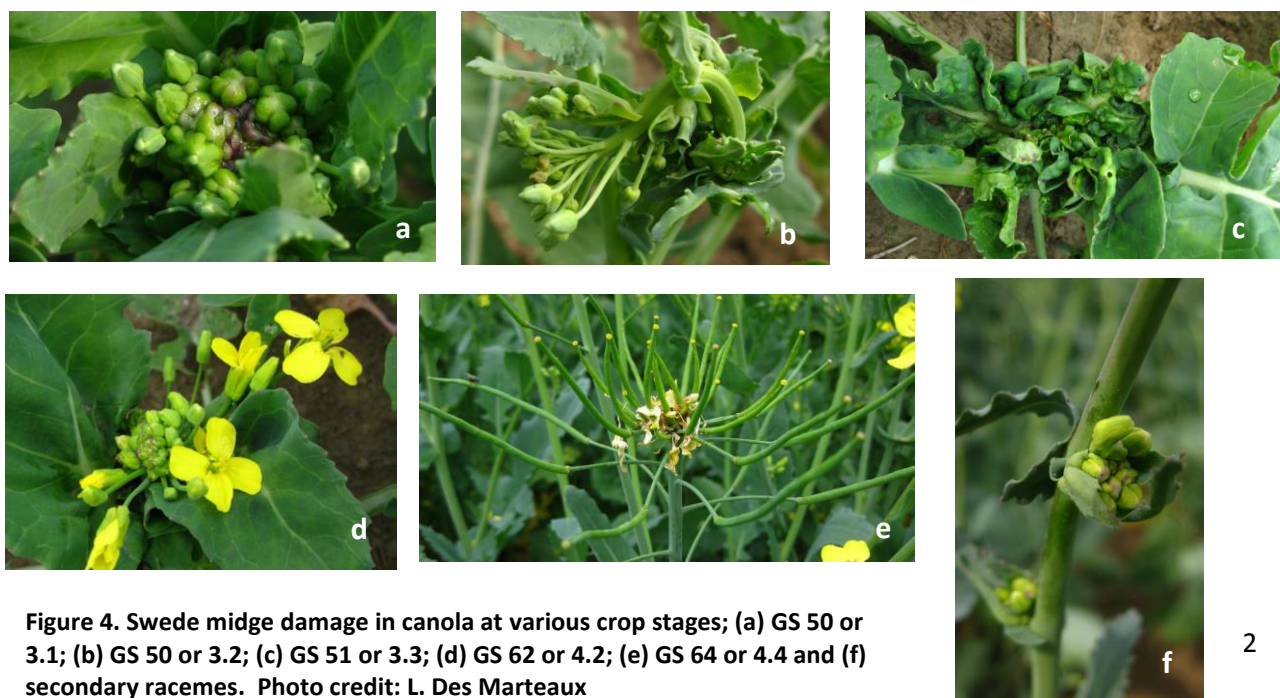 a
b
c
d
e
f
Figure 4. Swede midge damage in canola at various crop stages; (a) GS 50 or
3.1; (b) GS 50 or 3.2; (c) GS 51 or 3.3; (d) GS 62 or 4.2; (e) GS 64 or 4.4 and (f)
secondary racemes. Photo credit: L. Des Marteaux
2